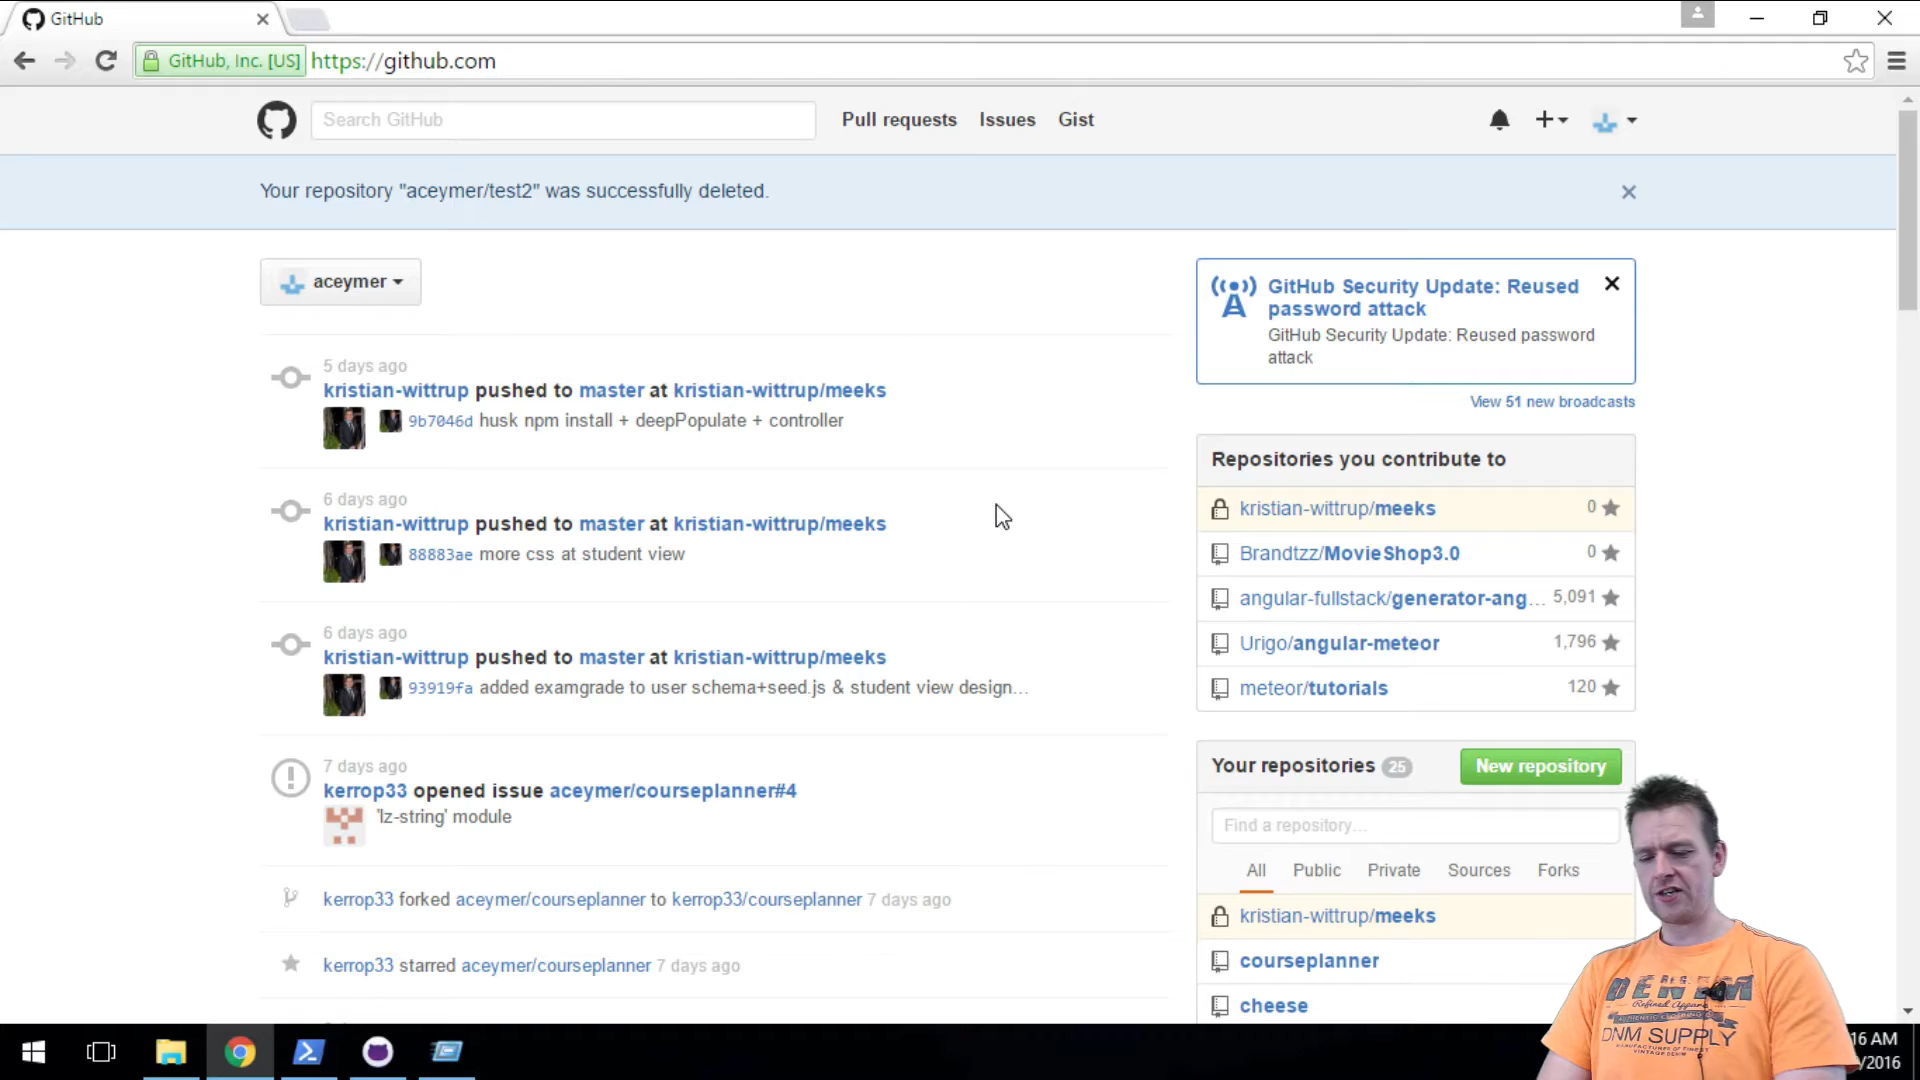 GitHub
GitHub, Inc. [US] https://github.com
Search GitHub
Pull requests Issues Gist
Your repository "aceymer/test2" was successfully deleted.
aceymer
5 days ago
kristian-wittrup pushed to master at kristian-wittrup/meeks
9b7046d husk npm install + deepPopulate + controller
6 days ago
kristian-wittrup pushed to master at kristian-wittrup/meeks
88883ae more css at student view
6 days ago
kristian-wittrup pushed to master at kristian-wittrup/meeks
93919fa added examgrade to user schema+seed.js & student view design...
7 days ago
kerrop33 opened issue aceymer/courseplanner#4
'lz-string' module
kerrop33 forked aceymer/courseplanner to kerrop33/courseplanner 7 days ago
kerrop33 starred aceymer/courseplanner 7 days ago
GitHub Security Update: Reused
password attack
GitHub Security Update: Reused password
attack
View 51 new broadcasts
Repositories you contribute to
kristian-wittrup/meeks 0
Brandtzz/MovieShop3.0 0
angular-fullstack/generator-ang... 5,091
Urigo/angular-meteor 1,796
meteor/tutorials 120
Your repositories 25 New repository
Find a repository...
All Public Private Sources Forks
kristian-wittrup/meeks
courseplanner
cheese
DENIM
Refined Apparel
DNM SUPPLY
16 AM
/2016